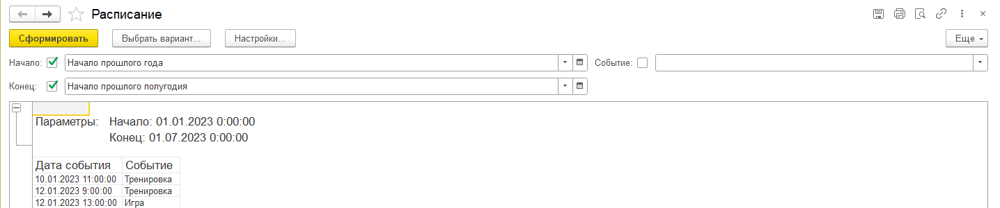 Расписание
Сформировать Выбрать вариант... Настройки... Еще
Начало: Начало прошлого года Событие:
Конец: Начало прошлого полугодия
Параметры: Начало: 01.01.2023 0:00:00
Конец: 01.07.2023 0:00:00
Дата события Событие
10.01.2023 11:00:00 Тренировка
12.01.2023 9:00:00 Тренировка
12.01.2023 13:00:00 Игра